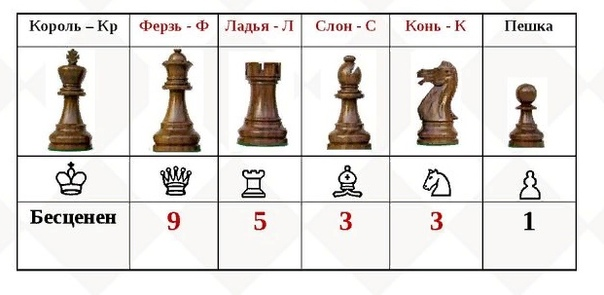 Король – Кр Ферзь - Ф Ладья - Л Слон - С Конь - К Пешка
Бесценен 9 5 3 3 1